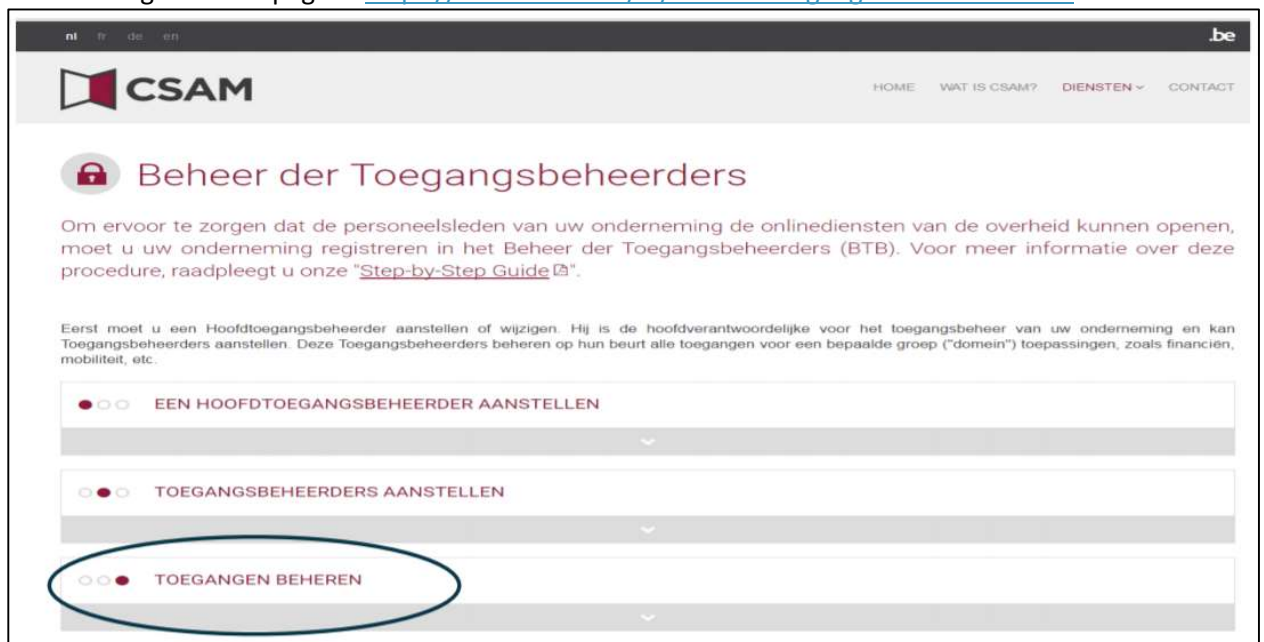 nl fr de en .be
CSAM HOME WAT IS CSAM? DIENSTEN CONTACT
Beheer der Toegangsbeheerders
Om ervoor te zorgen dat de personeelsleden van uw onderneming de onlinediensten van de overheid kunnen openen,
moet u uw onderneming registreren in het Beheer der Toegangsbeheerders (BTB). Voor meer informatie over deze
procedure, raadpleegt u onze "Step-by-Step Guide".
Eerst moet u een Hoofdtoegangsbeheerder aanstellen of wijzigen. Hij is de hoofdverantwoordelijke voor het toegangsbeheer van uw onderneming en kan
Toegangsbeheerders aanstellen. Deze Toegangsbeheerders beheren op hun beurt alle toegangen voor een bepaalde groep ("domein") toepassingen, zoals financiën,
mobiliteit, etc.
EEN HOOFDTOEGANGSBEHEERDER AANSTELLEN
TOEGANGSBEHEERDERS AANSTELLEN
TOEGANGEN BEHEREN